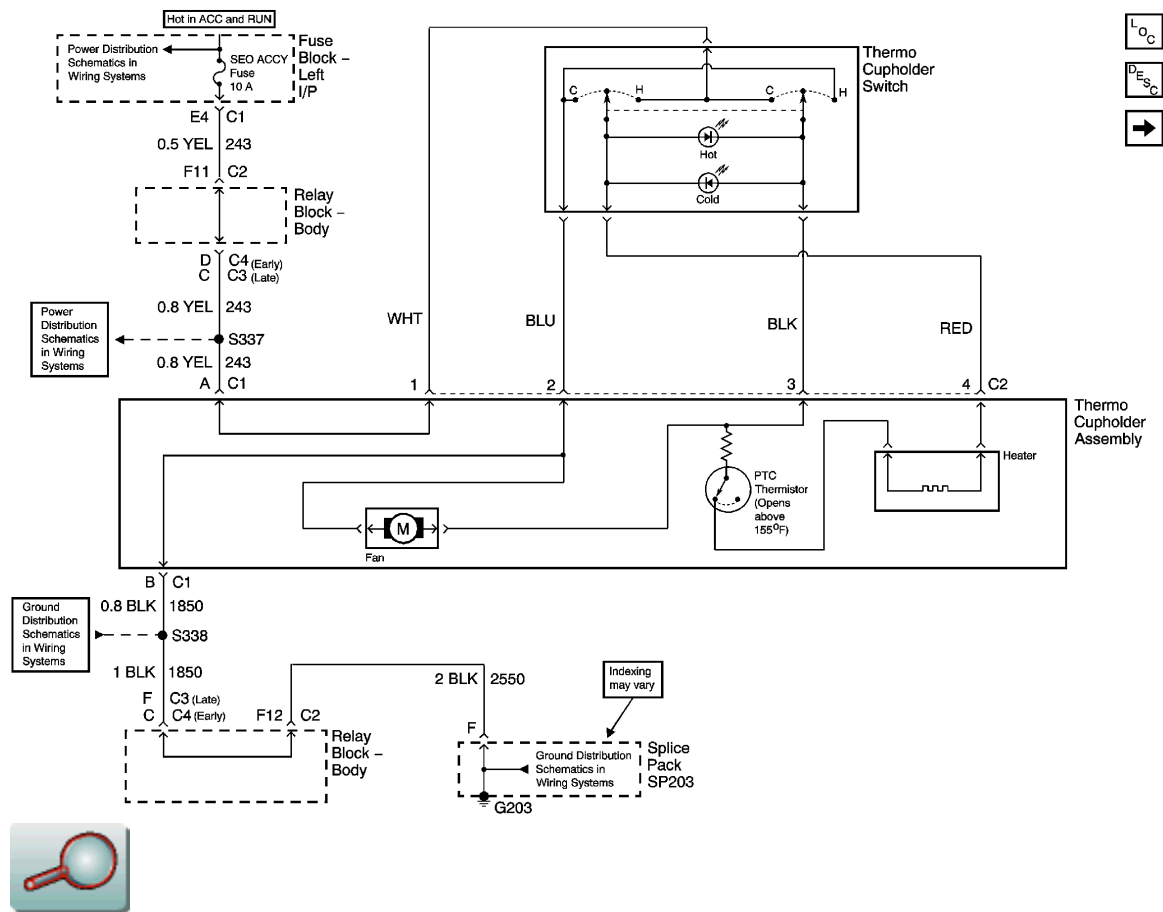 Hot in ACC and RUN
Power Distribution
Schematics in
Wiring Systems
SEO ACCY
Fuse
10 A
Fuse
Block –
Left
I/P
E4 C1
0.5 YEL 243
F11 C2
Relay
Block –
Body
D C4 (Early)
C C3 (Late)
0.8 YEL 243
Power
Distribution
Schematics
in Wiring
Systems
S337
0.8 YEL 243
A C1
Thermo
Cupholder
Switch
C H C H
Hot
Cold
WHT
BLU
BLK
RED
1 2 3 4 C2
Thermo
Cupholder
Assembly
Heater
PTC
Thermistor
(Opens
above
155°F)
M
Fan
B C1
0.8 BLK 1850
Ground
Distribution
Schematics
in Wiring
Systems
S338
1 BLK 1850
F C3 (Late)
C C4 (Early)
F12 C2
Relay
Block –
Body
2 BLK 2550
Indexing
may vary
F
Ground Distribution
Schematics in
Wiring Systems
Splice
Pack
SP203
G203
LOC
DESC